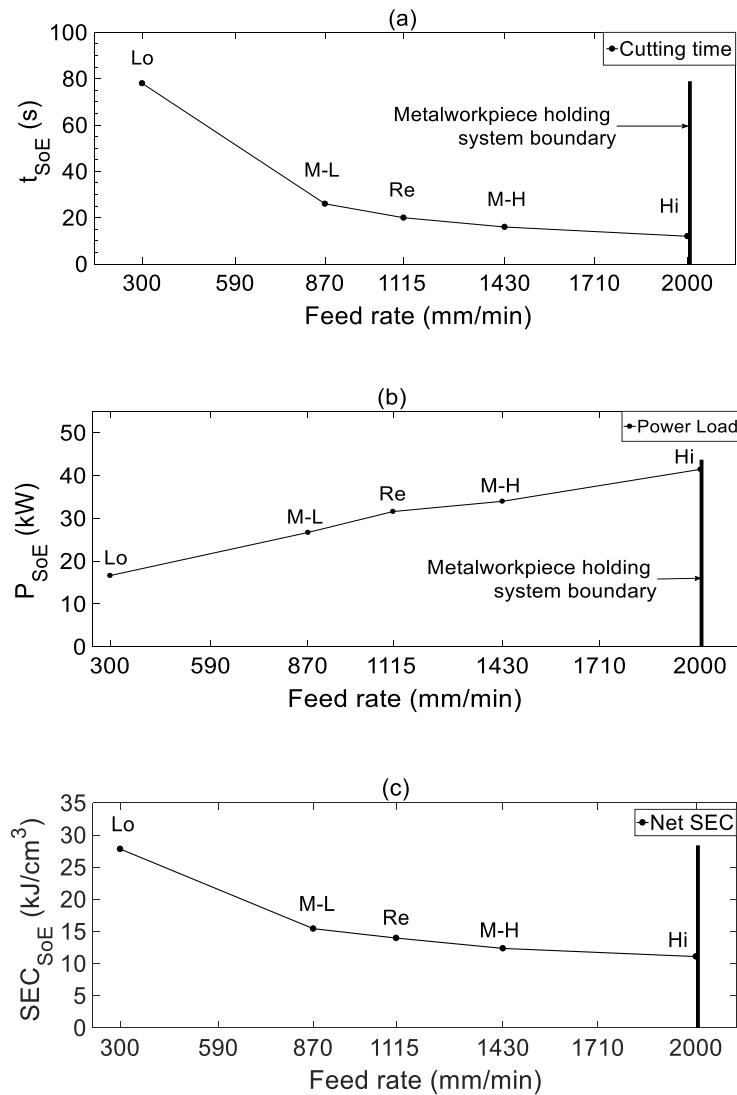 (a)
100
80
60
40
20
0
t_SoE (s)
Lo
M-L
Re
M-H
Hi
Cutting time
Metalworkpiece holding
system boundary
300 590 870 1115 1430 1710 2000
Feed rate (mm/min)
(b)
50
40
30
20
10
0
P_SoE (kW)
Lo
M-L
Re
M-H
Hi
Power Load
Metalworkpiece holding
system boundary
300 590 870 1115 1430 1710 2000
Feed rate (mm/min)
(c)
35
30
25
20
15
10
5
0
SEC_SoE (kJ/cm³)
Lo
M-L
Re
M-H
Hi
Net SEC
300 590 870 1115 1430 1710 2000
Feed rate (mm/min)